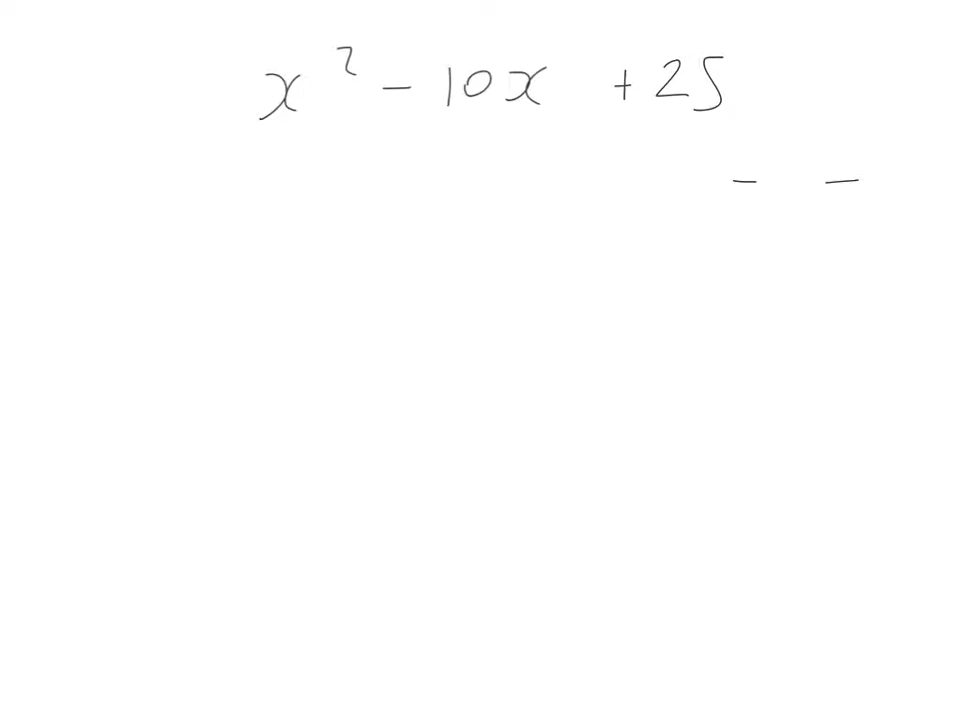 x² - 10x + 25
- -